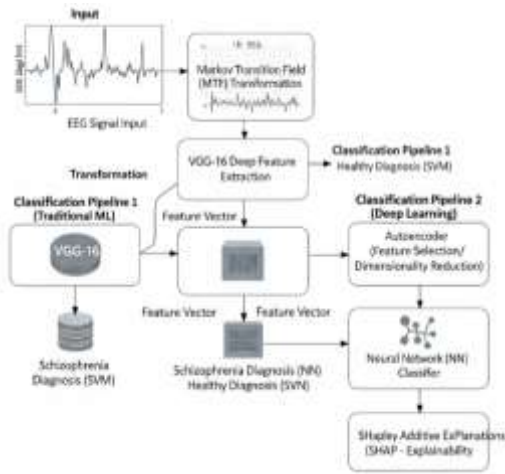 Input
EEG Signal Input
Markov Transition Field
(MTF) Transformation
VGG-16 Deep Feature
Extraction
Classification Pipeline 1
Healthy Diagnosis (SVM)
Transformation
Classification Pipeline 1
(Traditional ML)
Feature Vector
Classification Pipeline 2
(Deep Learning)
VGG-16
Autoencoder
(Feature Selection/
Dimensionality Reduction)
Feature Vector
Feature Vector
Schizophrenia
Diagnosis (SVM)
Schizophrenia Diagnosis (NN)
Healthy Diagnosis (SVN)
Neural Network (NN)
Classifier
SHapley Additive ExPlanations
(SHAP - Explainability